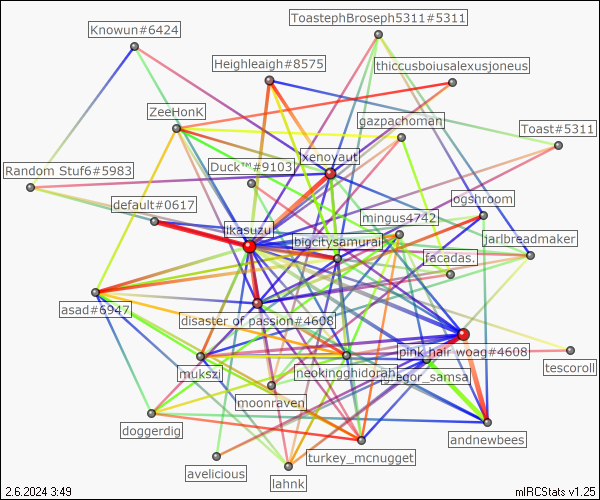 ToastephBroseph5311#5311
Knowun#6424
Heighleaigh#8575
thiccusboiusalexusjoneus
ZeeHonK
gazpachoman
Toast#5311
xenoyaut
Random Stuf6#5983
Duck™#9103
default#0617
ogshroom
mingus4742
likasuzu
bigcitysamurai
jarlbreadmaker
facadas.
asad#6947
disaster of passion#4608
pink hair woag#4608
tescoroll
mukszi
neokingghidorah
gregor_samsa
moonraven
doggerdig
andnewbees
turkey_mcnugget
avelicious
lahnk
2.6.2024 3:49
mIRCStats v1.25